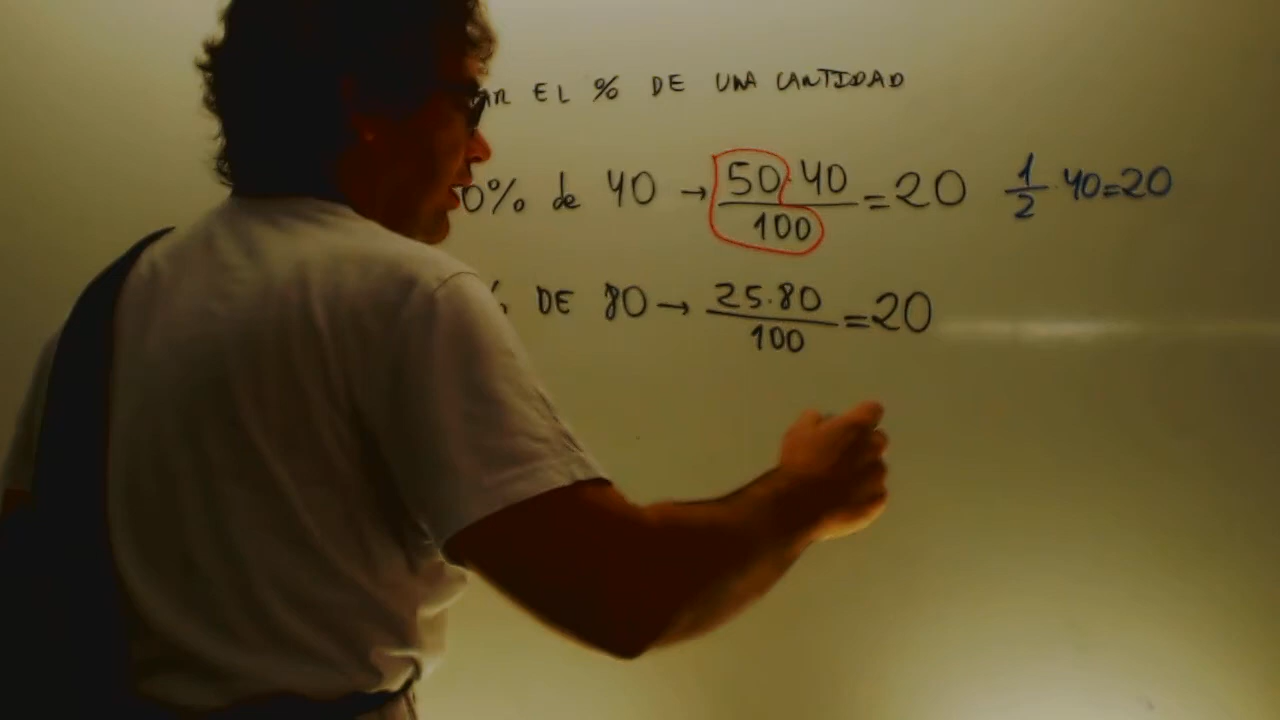 EL % DE UNA CANTIDAD
0% de 40 → 50·40/100 = 20 1/2·40=20
% DE 80 → 25.80/100 = 20